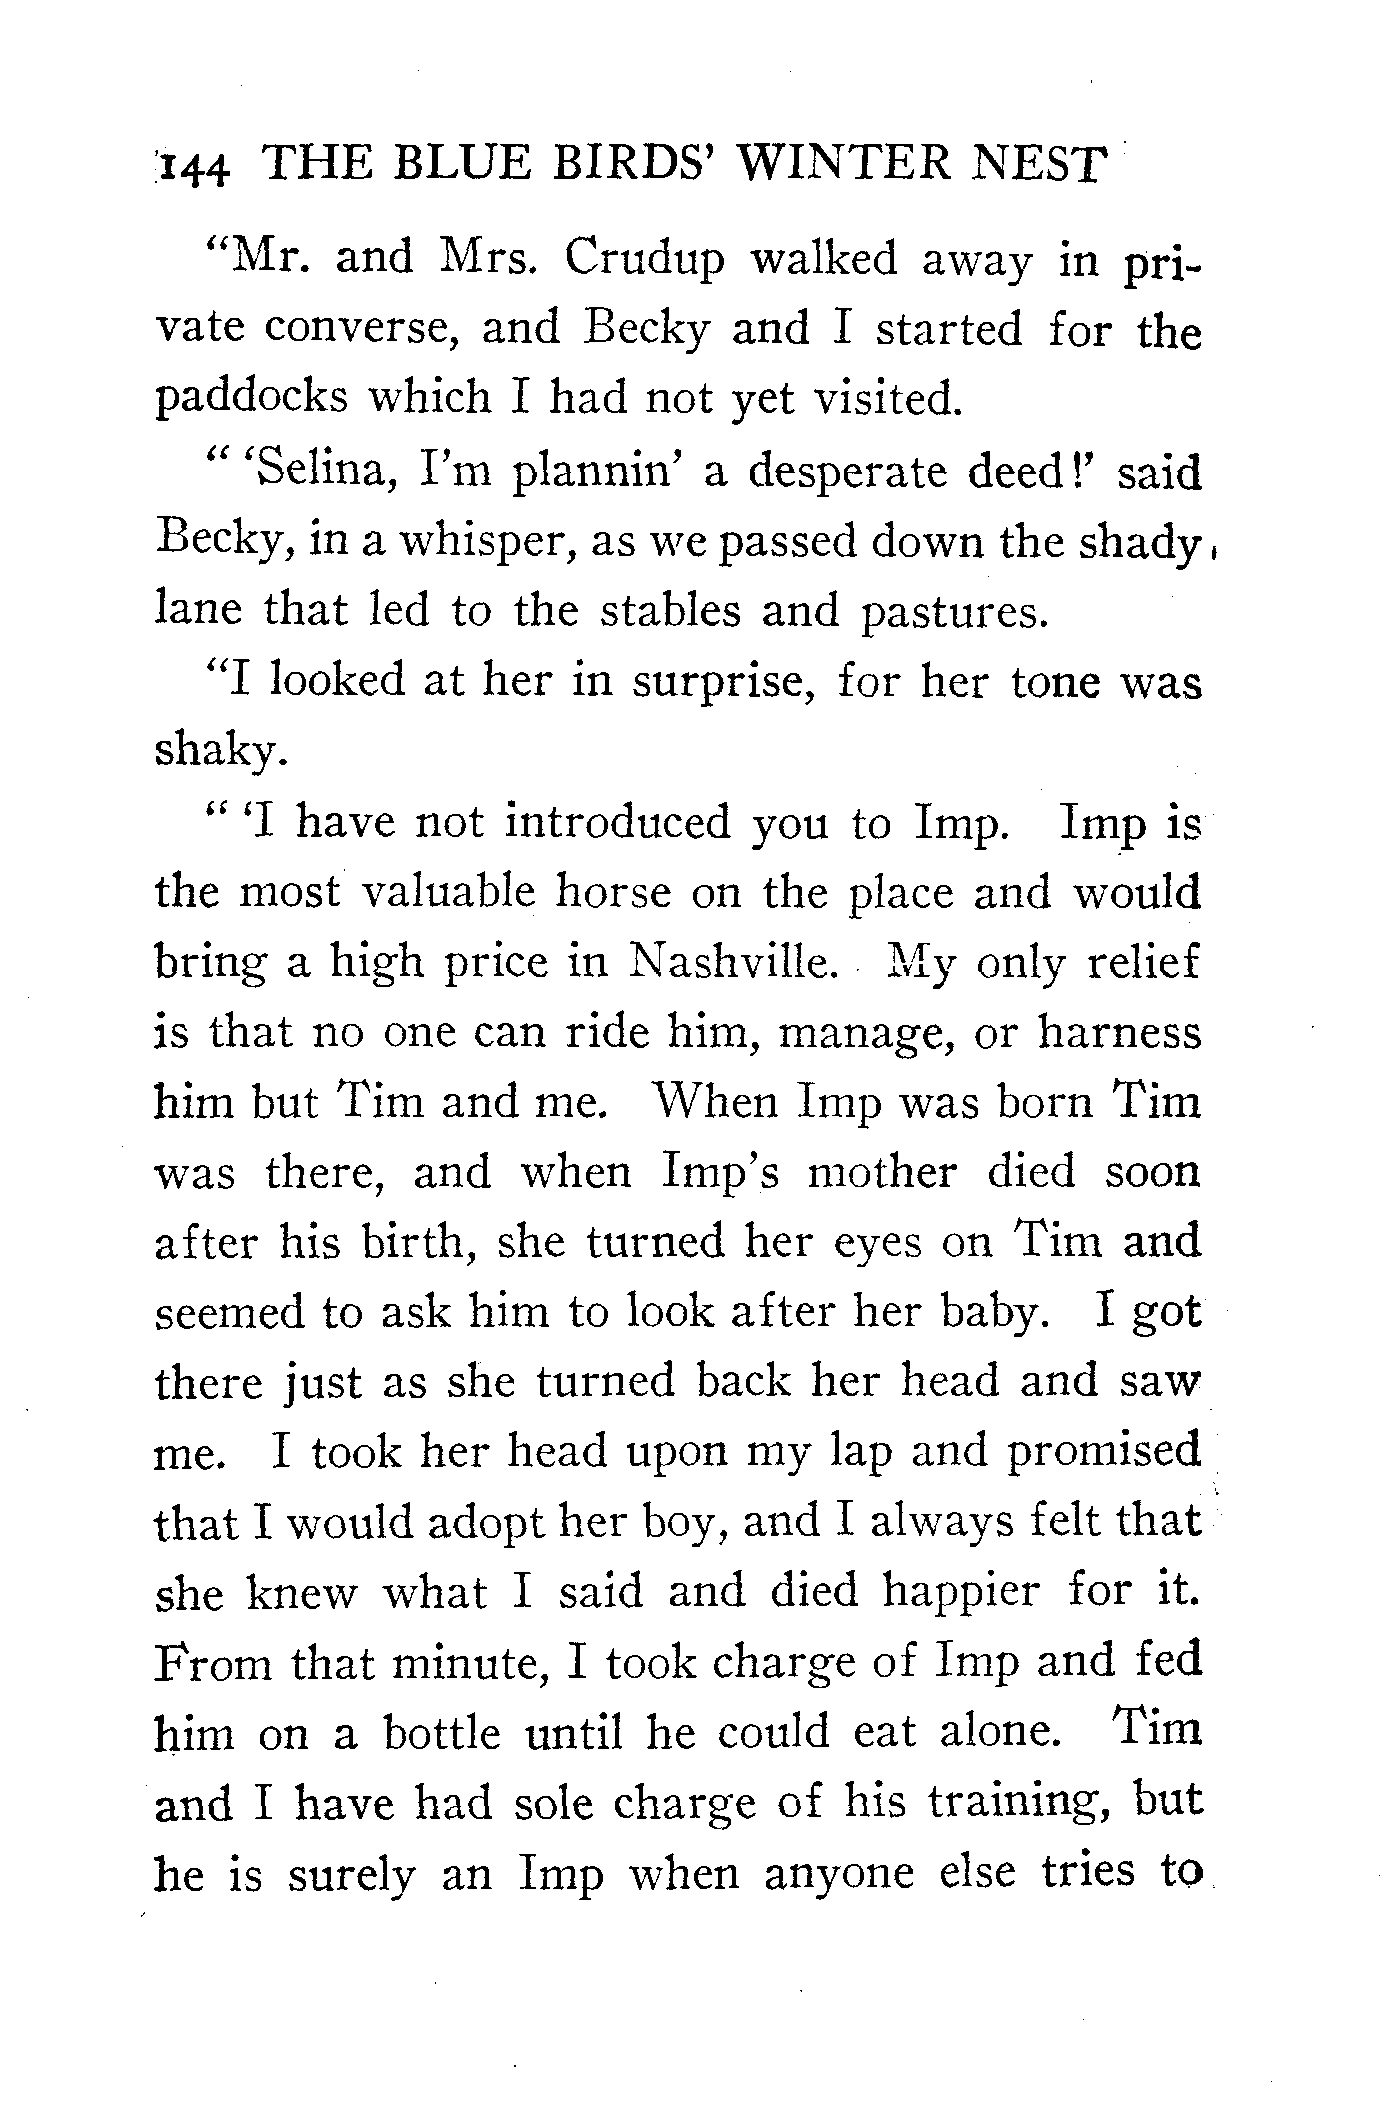 144 THE BLUE BIRDS' WINTER NEST
"Mr. and Mrs. Crudup walked away in pri-
vate converse, and Becky and I started for the
paddocks which I had not yet visited.
" 'Selina, I'm plannin' a desperate deed!' said
Becky, in a whisper, as we passed down the shady
lane that led to the stables and pastures.
"I looked at her in surprise, for her tone was
shaky.
" 'I have not introduced you to Imp. Imp is
the most valuable horse on the place and would
bring a high price in Nashville. My only relief
is that no one can ride him, manage, or harness
him but Tim and me. When Imp was born Tim
was there, and when Imp's mother died soon
after his birth, she turned her eyes on Tim and
seemed to ask him to look after her baby. I got
there just as she turned back her head and saw
me. I took her head upon my lap and promised
that I would adopt her boy, and I always felt that
she knew what I said and died happier for it.
From that minute, I took charge of Imp and fed
him on a bottle until he could eat alone. Tim
and I have had sole charge of his training, but
he is surely an Imp when anyone else tries to